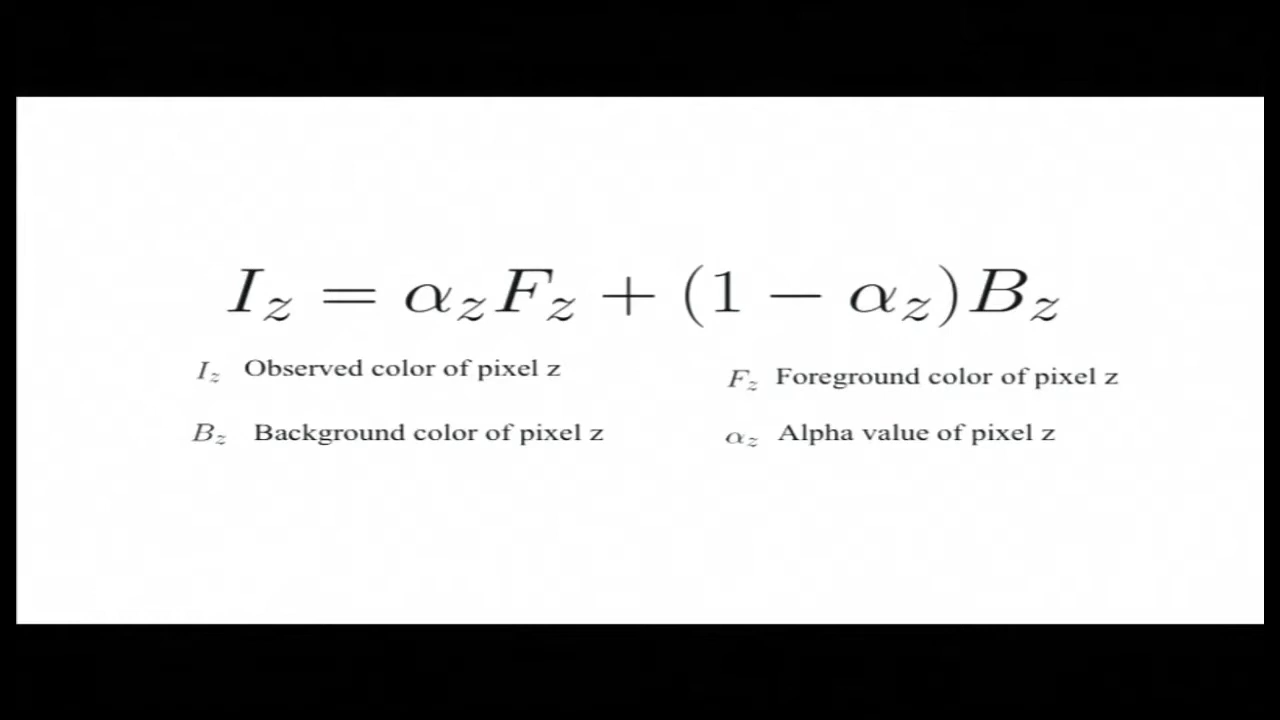 I_z = α_z F_z + (1 − α_z) B_z
I_z Observed color of pixel z
F_z Foreground color of pixel z
B_z Background color of pixel z
α_z Alpha value of pixel z